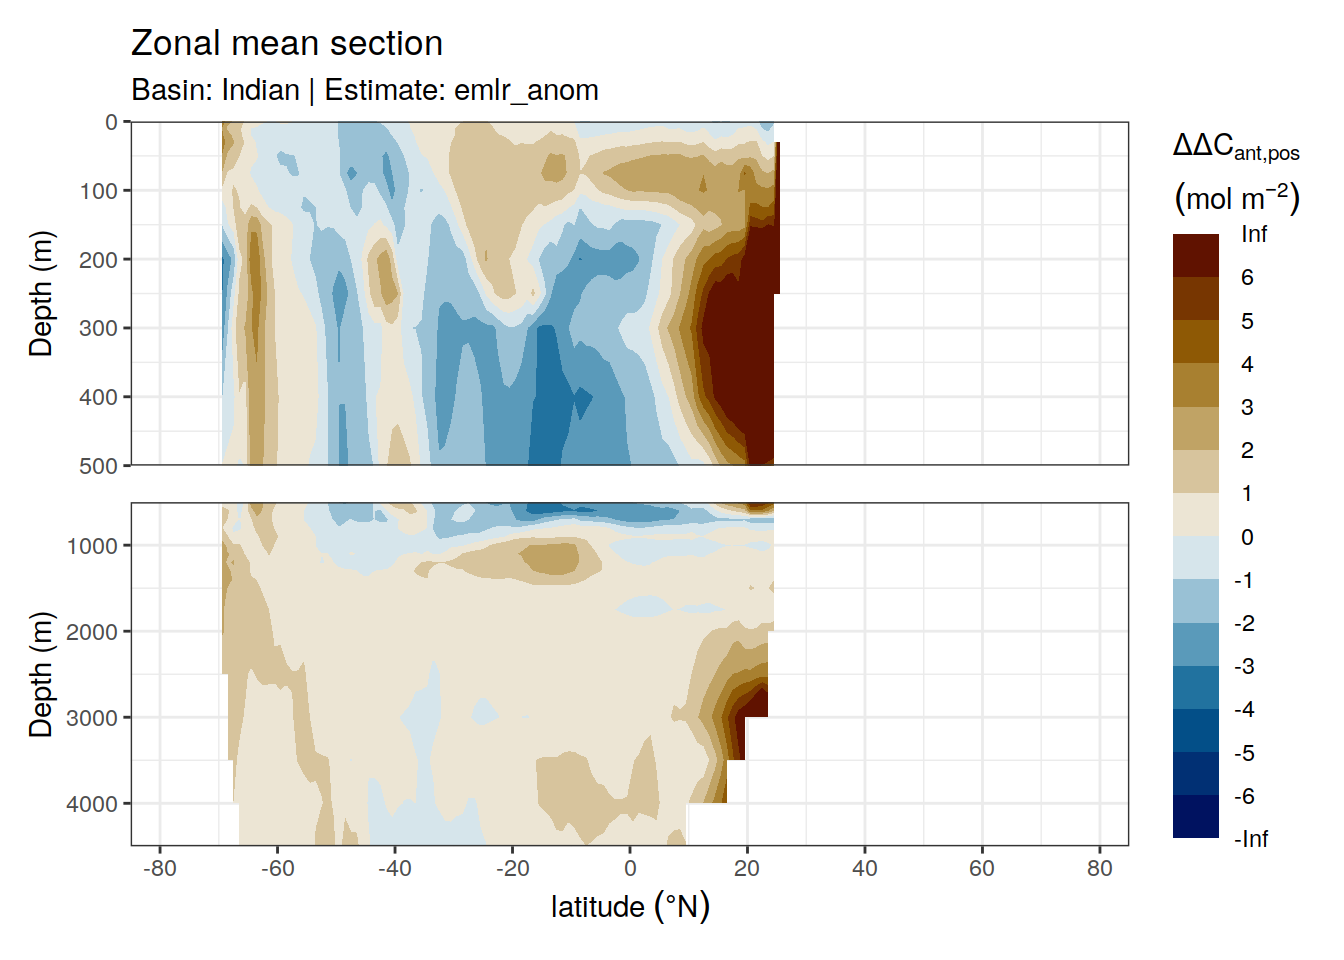 Zonal mean section
Basin: Indian | Estimate: emlr_anom
0
100
200
300
400
500
Depth (m)
1000
2000
3000
4000
Depth (m)
-80 -60 -40 -20 0 20 40 60 80
latitude (°N)
ΔΔCant,pos
(mol m−2)
Inf
6
5
4
3
2
1
0
-1
-2
-3
-4
-5
-6
-Inf